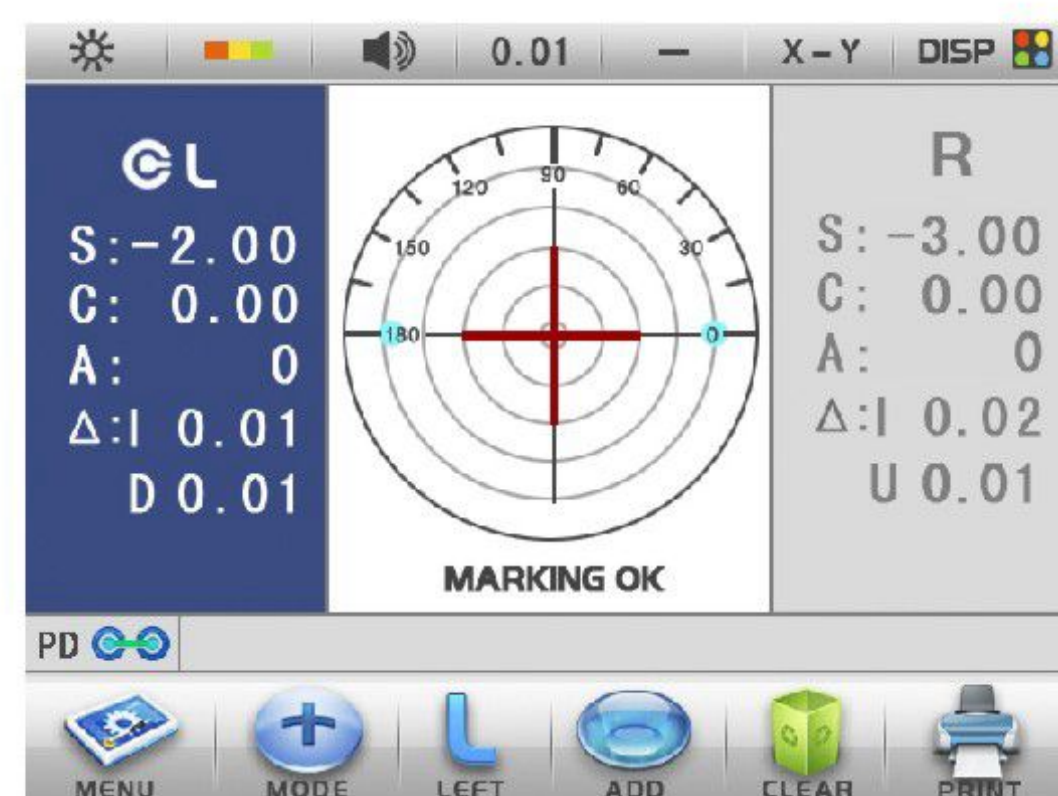 0.01 — X-Y DISP
L
S:-2.00
C: 0.00
A: 0
Δ:I 0.01
D 0.01
90
120 60
150 30
180 0
MARKING OK
R
S:-3.00
C: 0.00
A: 0
Δ:I 0.02
U 0.01
PD
MENU MODE LEFT ADD CLEAR PRINT